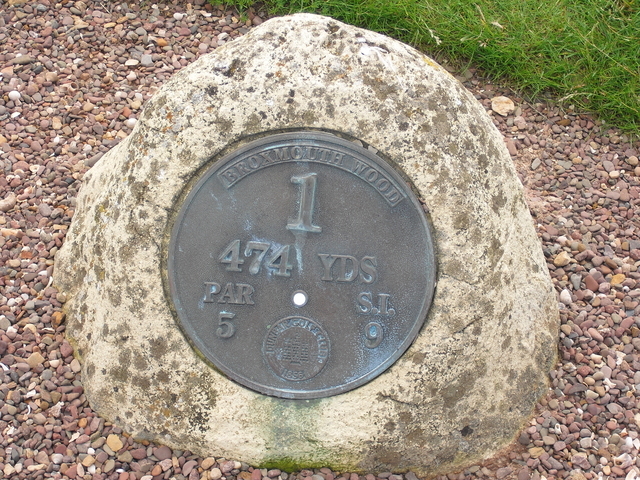 BROXMOUTH WOOD
1
474 YDS
PAR S.I.
5 9